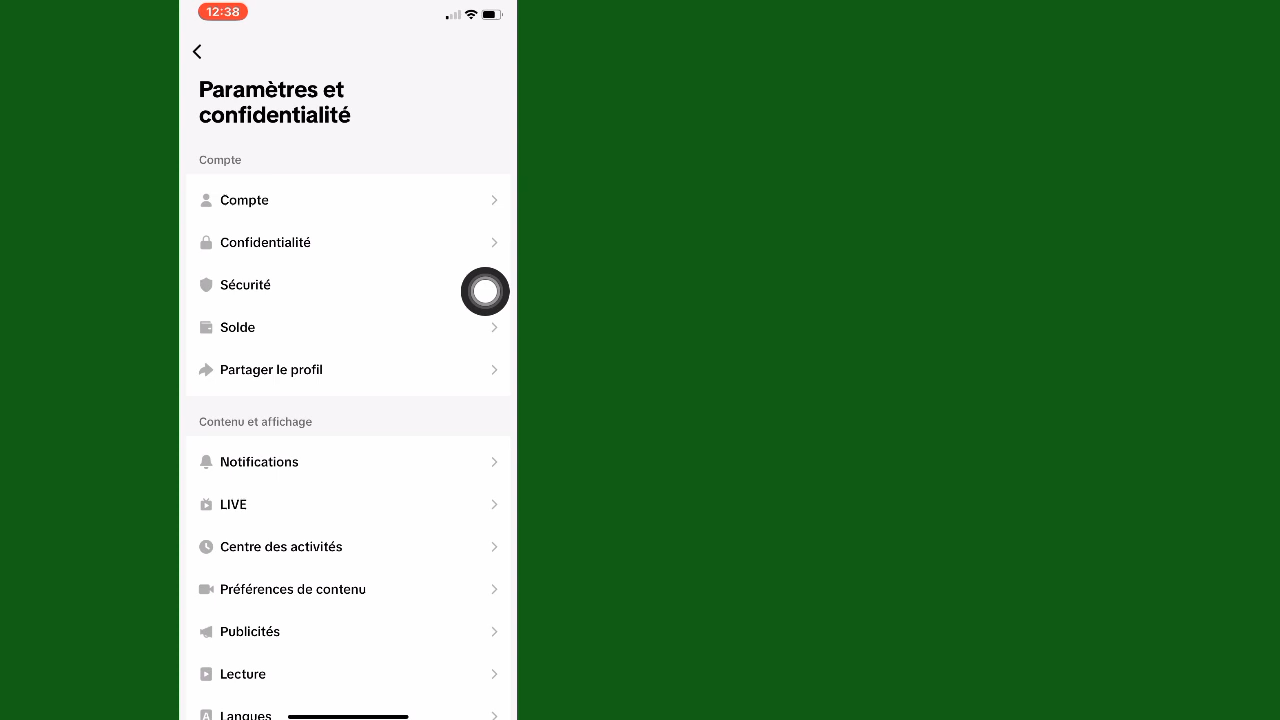 12:38
Paramètres et
confidentialité
Compte
Compte
Confidentialité
Sécurité
Solde
Partager le profil
Contenu et affichage
Notifications
LIVE
Centre des activités
Préférences de contenu
Publicités
Lecture
Langues